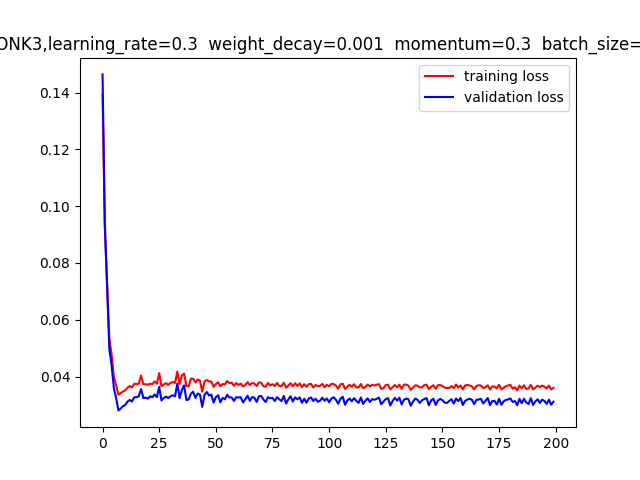 ONK3,learning_rate=0.3 weight_decay=0.001 momentum=0.3 batch_size=
training loss
validation loss
0.14
0.12
0.10
0.08
0.06
0.04
0 25 50 75 100 125 150 175 200